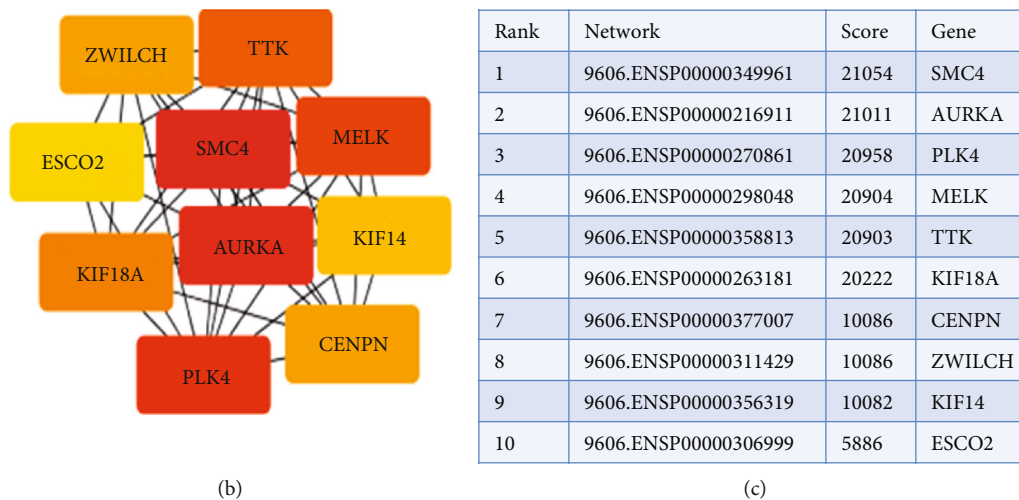 ZWILCH
TTK
SMC4
MELK
ESCO2
AURKA
KIF14
KIF18A
CENPN
PLK4
(b)
Rank Network Score Gene
1 9606.ENSP00000349961 21054 SMC4
2 9606.ENSP00000216911 21011 AURKA
3 9606.ENSP00000270861 20958 PLK4
4 9606.ENSP00000298048 20904 MELK
5 9606.ENSP00000358813 20903 TTK
6 9606.ENSP00000263181 20222 KIF18A
7 9606.ENSP00000377007 10086 CENPN
8 9606.ENSP00000311429 10086 ZWILCH
9 9606.ENSP00000356319 10082 KIF14
10 9606.ENSP00000306999 5886 ESCO2
(c)